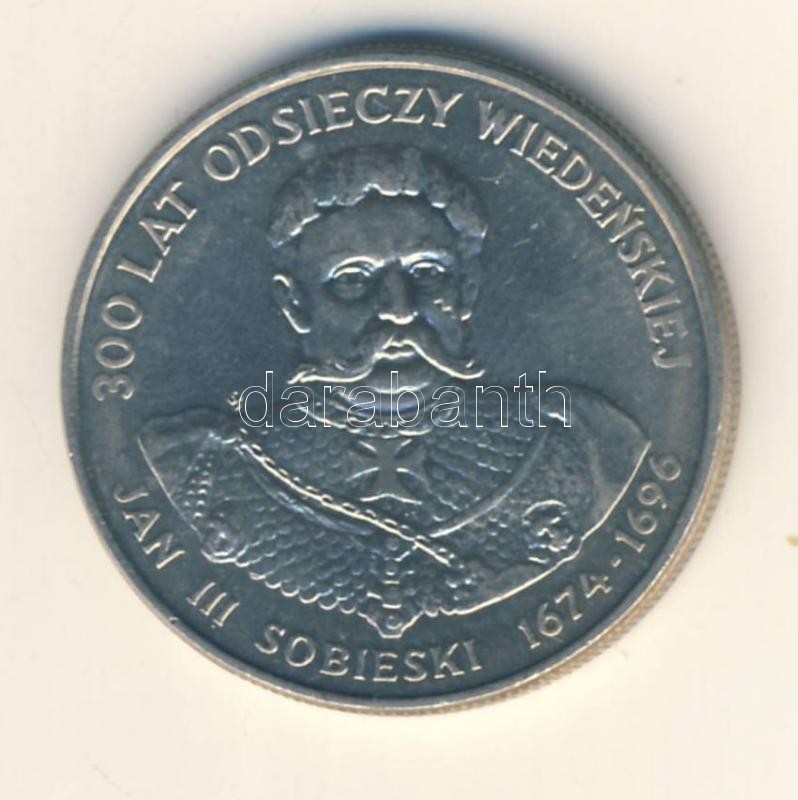 300 LAT ODSIECZY WIEDEŃSKIEJ
darabanth
JAN III SOBIESKI 1674-1696